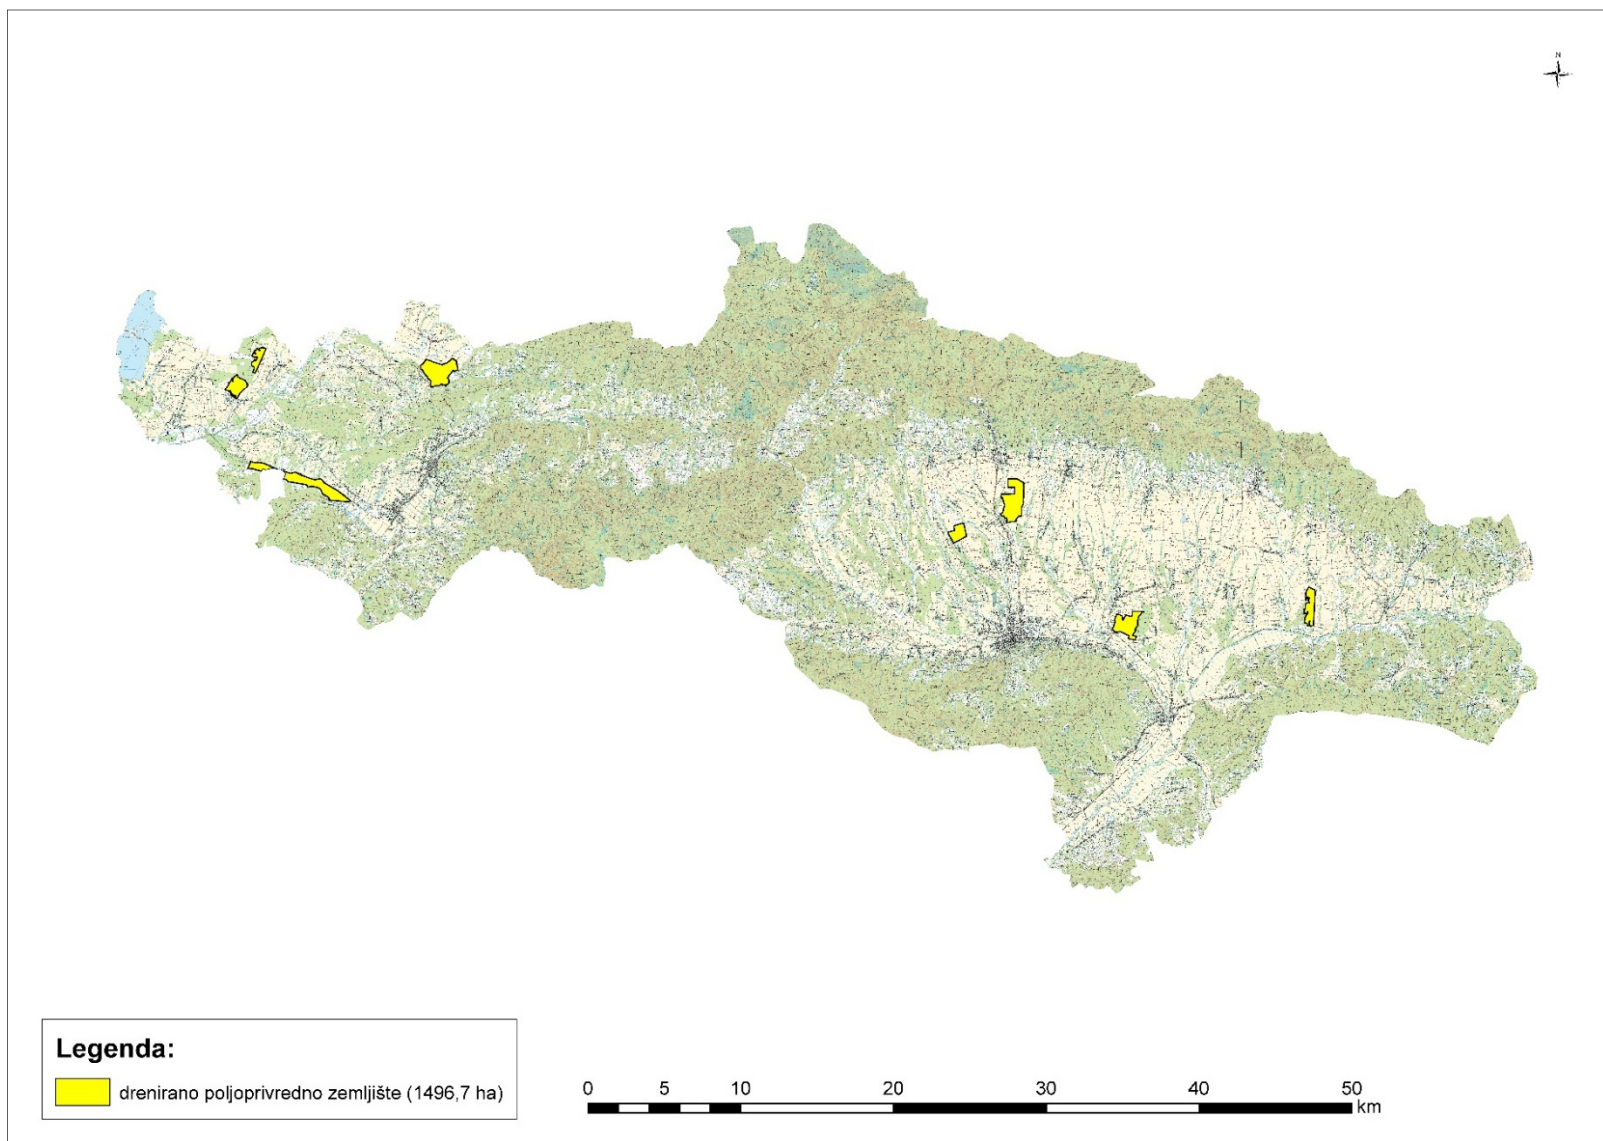 N
Legenda:
drenirano poljoprivredno zemljište (1496,7 ha)
0 5 10 20 30 40 50
km